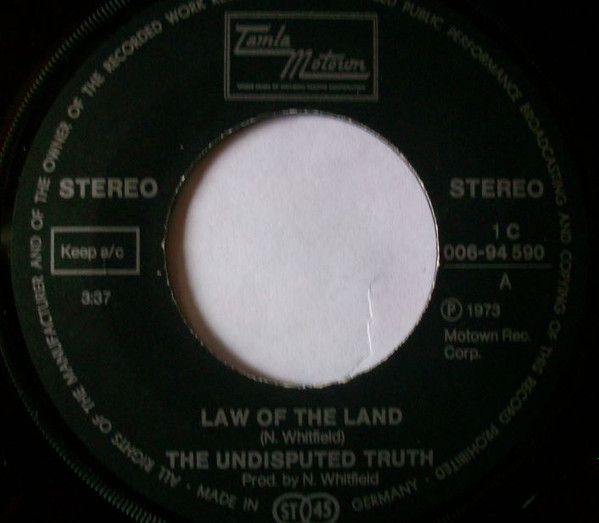 Tamla
Motown
STEREO
STEREO
Keep a/c
3:37
1 C
006-94 590
A
Ⓟ 1973
Motown Rec.
Corp.
LAW OF THE LAND
(N. Whitfield)
THE UNDISPUTED TRUTH
Prod. by N. Whitfield
ALL RIGHTS OF THE MANUFACTURER AND OF THE OWNER OF THE RECORDED WORK PUBLIC PERFORMANCE BROADCASTING AND COPYING OF THIS RECORD PROHIBITED
· MADE IN GERMANY ·
ST 45